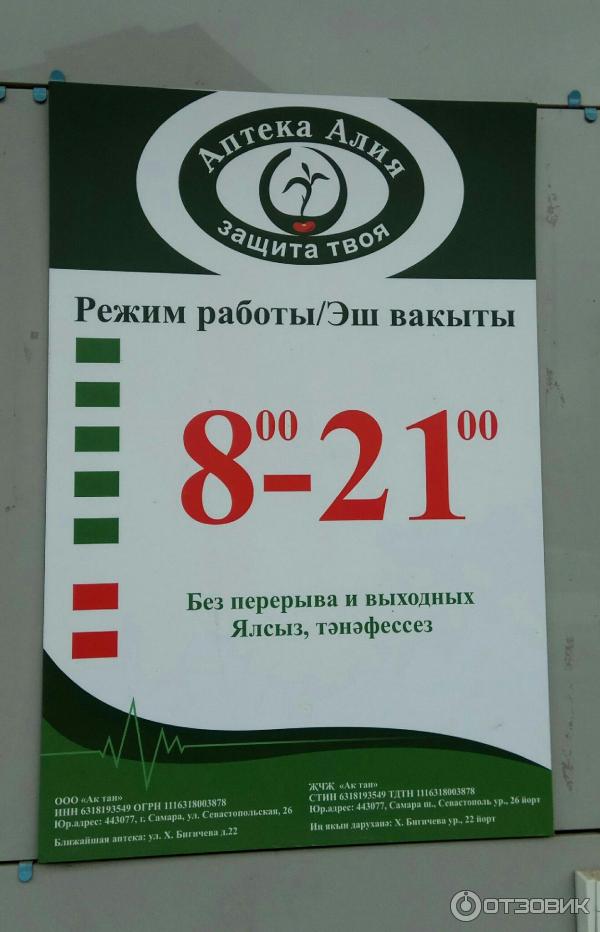 Аптека Алия
защита твоя
Режим работы/Эш вакыты
8⁰⁰-21⁰⁰
Без перерыва и выходных
Ялсыз, тәнәфессез
ООО «Ак тан»
ИНН 6318193549 ОГРН 1116318003878
Юр.адрес: 443077, г. Самара, ул. Севастопольская, 26
Ближайшая аптека: ул. Х. Бигичева д.22
ҖЧҖ «Ак тан»
СТИН 6318193549 ТДТН 1116318003878
Юр.адрес: 443077, Самара ш., Севастополь ур., 26 йорт
Иң якын даруханә: Х. Бигичева ур., 22 йорт
ОТЗОВИК